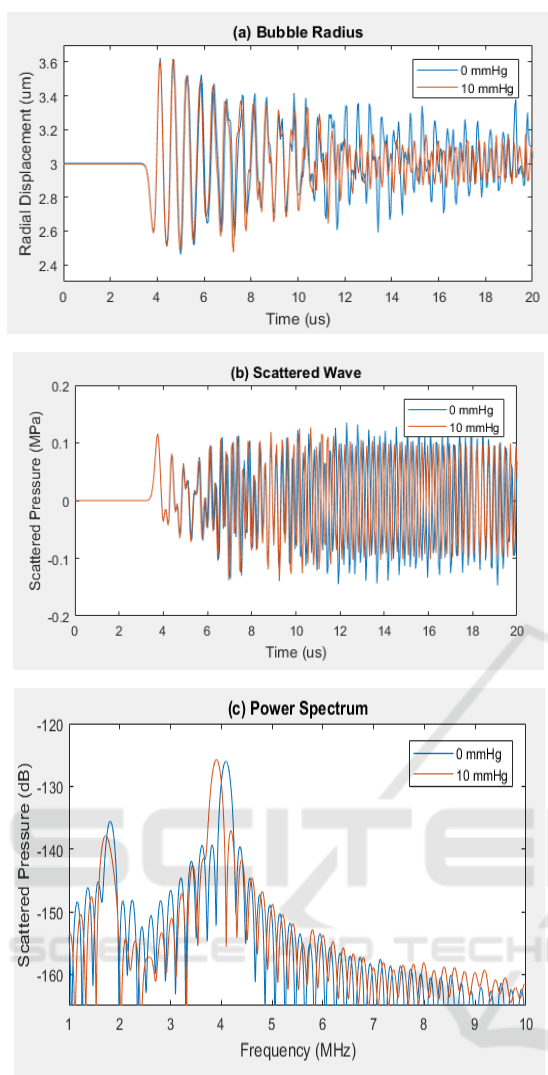 (a) Bubble Radius
Radial Displacement (um)
3.6
3.4
3.2
3
2.8
2.6
2.4
0 mmHg
10 mmHg
0 2 4 6 8 10 12 14 16 18 20
Time (us)
(b) Scattered Wave
Scattered Pressure (MPa)
0.2
0.1
0
-0.1
-0.2
0 mmHg
10 mmHg
0 2 4 6 8 10 12 14 16 18 20
Time (us)
(c) Power Spectrum
Scattered Pressure (dB)
-120
-130
-140
-150
-160
0 mmHg
10 mmHg
1 2 3 4 5 6 7 8 9 10
Frequency (MHz)
SCITE
SCIENCE AND TECHN